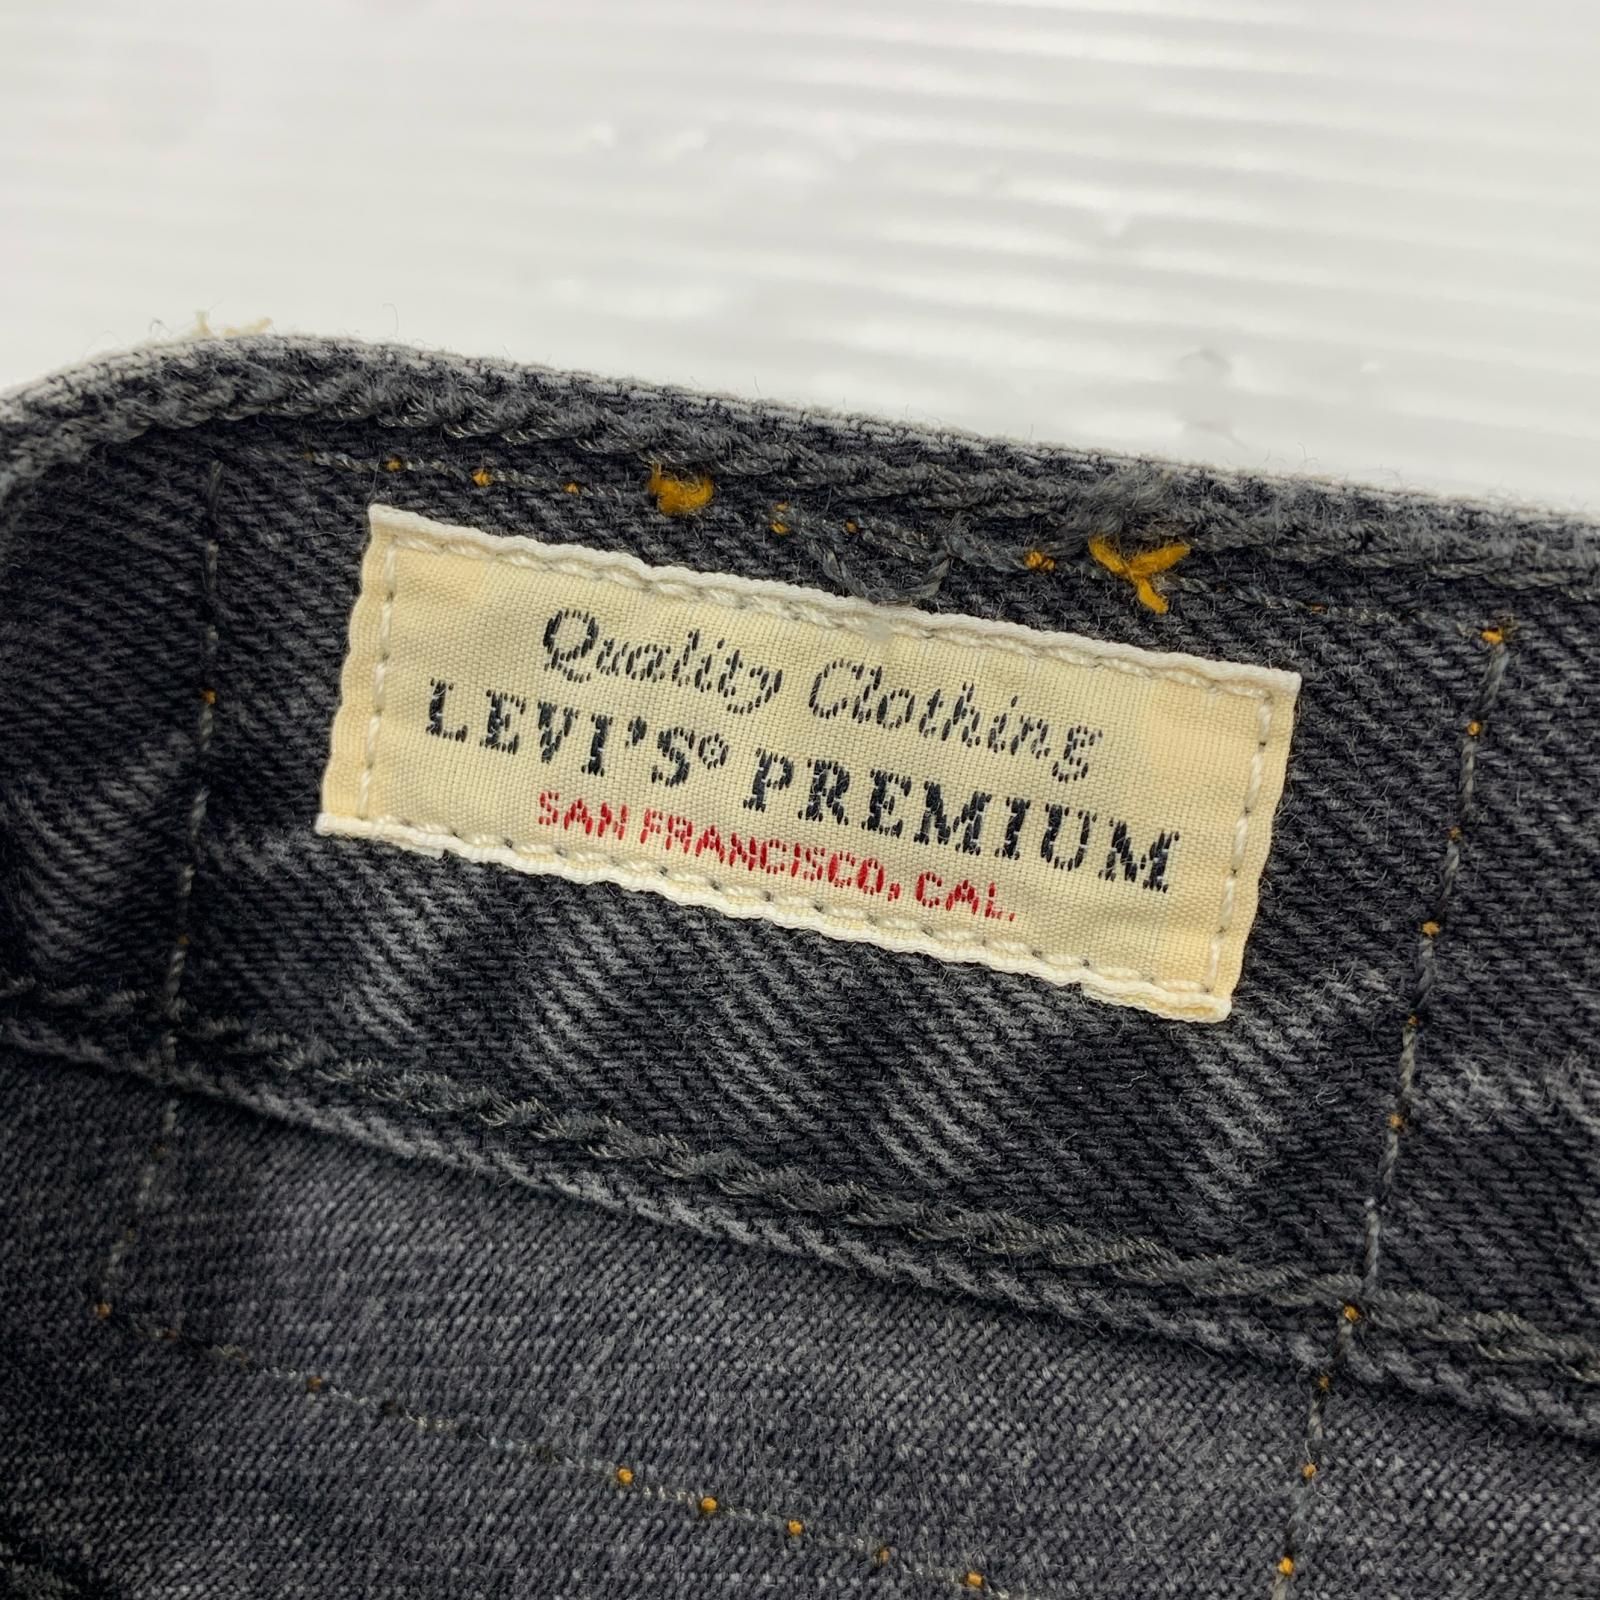 Quality Clothing
LEVI'S® PREMIUM
SAN FRANCISCO, CAL.